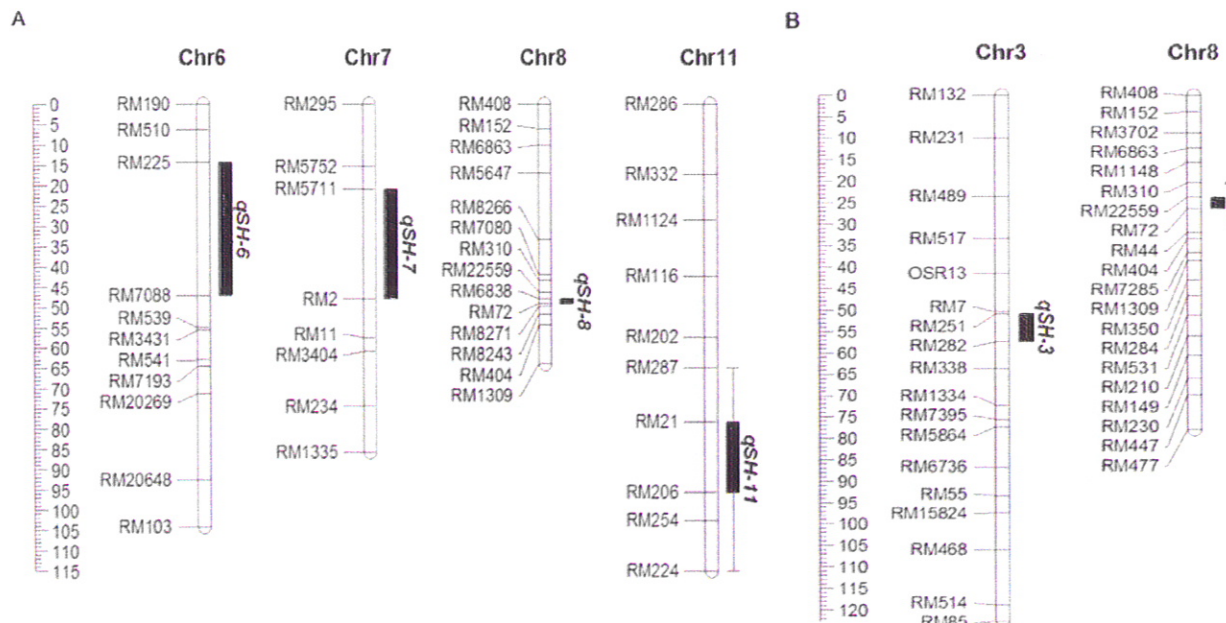 A
Chr6
Chr7
Chr8
Chr11
0
5
10
15
20
25
30
35
40
45
50
55
60
65
70
75
80
85
90
95
100
105
110
115
RM190
RM510
RM225
RM7088
RM539
RM3431
RM541
RM7193
RM20269
RM20648
RM103
qSH-6
RM295
RM5752
RM5711
RM2
RM11
RM3404
RM234
RM1335
qSH-7
RM408
RM152
RM6863
RM5647
RM8266
RM7080
RM310
RM22559
RM6838
RM72
RM8271
RM8243
RM404
RM1309
qSH-8
RM286
RM332
RM1124
RM116
RM202
RM287
RM21
RM206
RM254
RM224
qSH-11
B
Chr3
Chr8
0
5
10
15
20
25
30
35
40
45
50
55
60
65
70
75
80
85
90
95
100
105
110
115
120
RM132
RM231
RM489
RM517
OSR13
RM7
RM251
RM282
RM338
RM1334
RM7395
RM5864
RM6736
RM55
RM15824
RM468
RM514
RM85
qSH-3
RM408
RM152
RM3702
RM6863
RM1148
RM310
RM22559
RM72
RM44
RM404
RM7285
RM1309
RM350
RM284
RM531
RM210
RM149
RM230
RM447
RM477